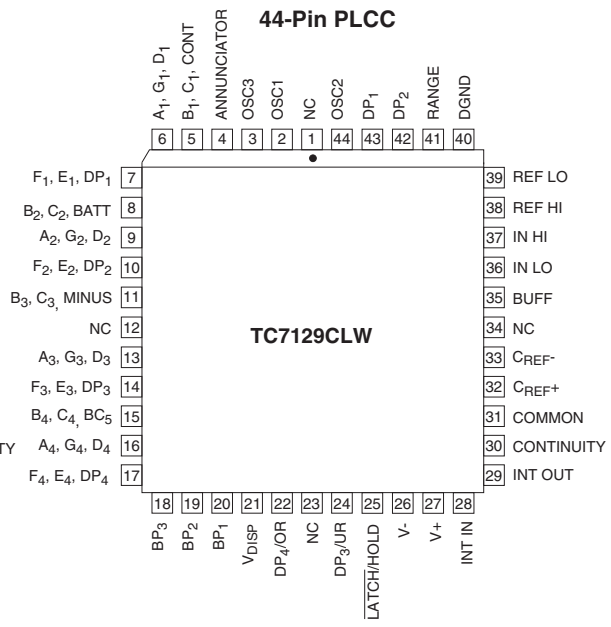 44-Pin PLCC
A1, G1, D1
B1, C1, CONT
ANNUNCIATOR
OSC3
OSC1
NC
OSC2
DP1
DP2
RANGE
DGND
6 5 4 3 2 1 44 43 42 41 40
F1, E1, DP1 7
B2, C2, BATT 8
A2, G2, D2 9
F2, E2, DP2 10
B3, C3, MINUS 11
NC 12
A3, G3, D3 13
F3, E3, DP3 14
B4, C4, BC5 15
TY A4, G4, D4 16
F4, E4, DP4 17
TC7129CLW
39 REF LO
38 REF HI
37 IN HI
36 IN LO
35 BUFF
34 NC
33 CREF-
32 CREF+
31 COMMON
30 CONTINUITY
29 INT OUT
18 19 20 21 22 23 24 25 26 27 28
BP3
BP2
BP1
VDISP
DP4/OR
NC
DP3/UR
LATCH/HOLD
V-
V+
INT IN